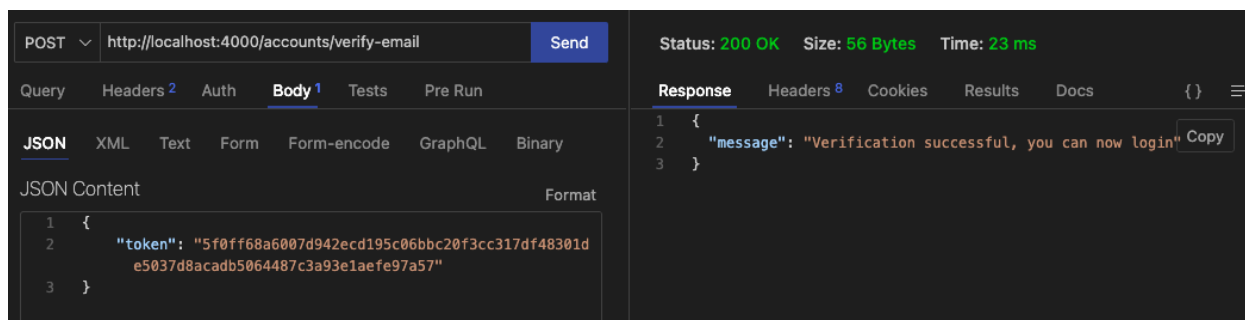 POST http://localhost:4000/accounts/verify-email Send
Query Headers 2 Auth Body 1 Tests Pre Run
JSON XML Text Form Form-encode GraphQL Binary
JSON Content Format
1 {
2 "token": "5f0ff68a6007d942ecd195c06bbc20f3cc317df48301d
e5037d8acadb5064487c3a93e1aefe97a57"
3 }
Status: 200 OK Size: 56 Bytes Time: 23 ms
Response Headers 8 Cookies Results Docs {}
1 {
2 "message": "Verification successful, you can now login"
Copy
3 }